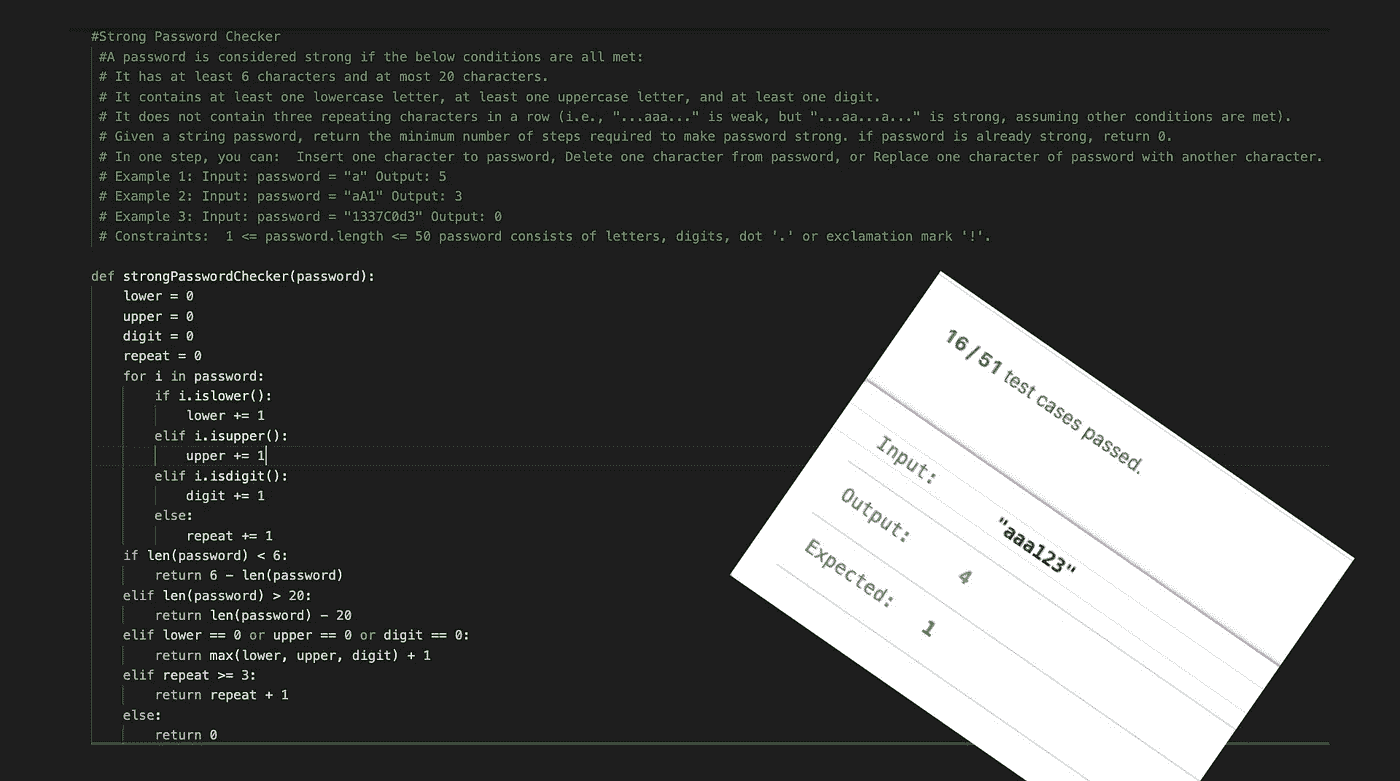 #Strong Password Checker
#A password is considered strong if the below conditions are all met:
# It has at least 6 characters and at most 20 characters.
# It contains at least one lowercase letter, at least one uppercase letter, and at least one digit.
# It does not contain three repeating characters in a row (i.e., "...aaa..." is weak, but "...aa...a..." is strong, assuming other conditions are met).
# Given a string password, return the minimum number of steps required to make password strong. if password is already strong, return 0.
# In one step, you can:  Insert one character to password, Delete one character from password, or Replace one character of password with another character.
# Example 1: Input: password = "a" Output: 5
# Example 2: Input: password = "aA1" Output: 3
# Example 3: Input: password = "1337C0d3" Output: 0
# Constraints:  1 <= password.length <= 50 password consists of letters, digits, dot '.' or exclamation mark '!'.
def strongPasswordChecker(password):
    lower = 0
    upper = 0
    digit = 0
    repeat = 0
    for i in password:
        if i.islower():
            lower += 1
        elif i.isupper():
            upper += 1
        elif i.isdigit():
            digit += 1
        else:
            repeat += 1
    if len(password) < 6:
        return 6 - len(password)
    elif len(password) > 20:
        return len(password) - 20
    elif lower == 0 or upper == 0 or digit == 0:
        return max(lower, upper, digit) + 1
    elif repeat >= 3:
        return repeat + 1
    else:
        return 0
16 / 51 test cases passed.
Input: "aaa123"
Output: 4
Expected: 1